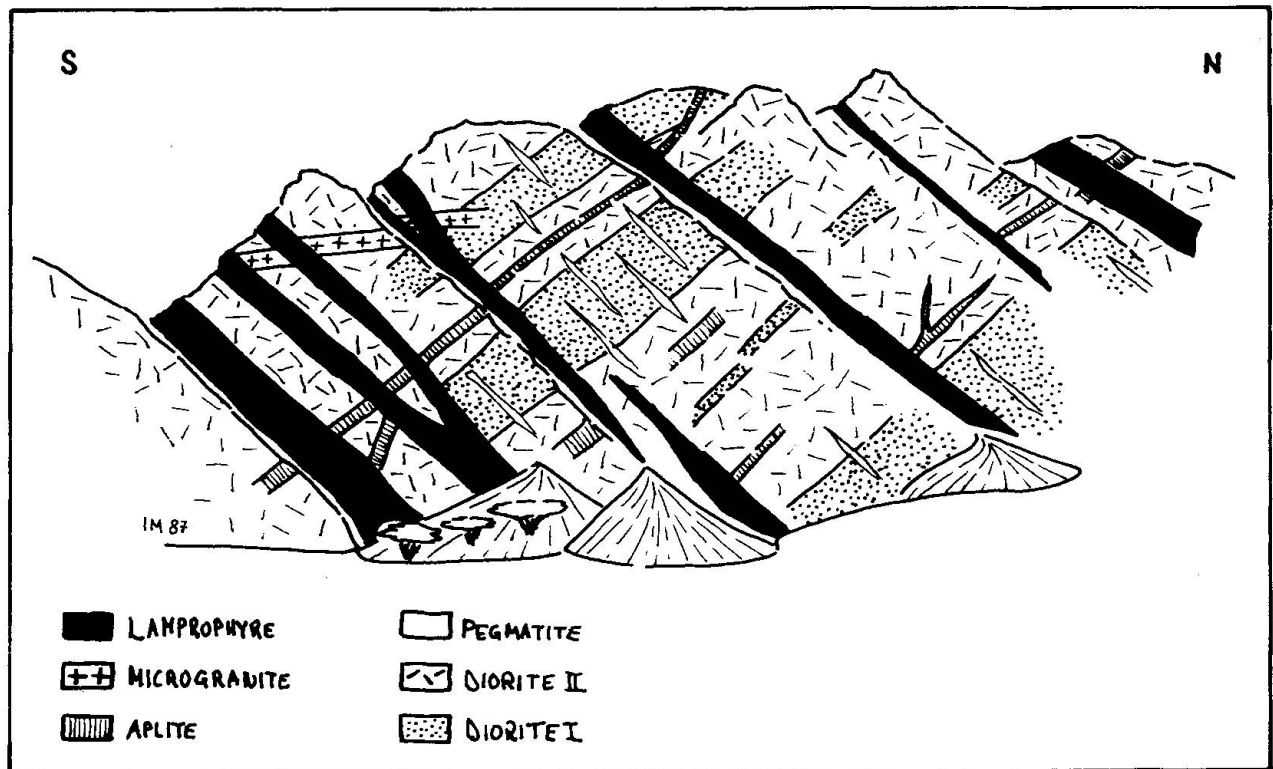 S N
IM 87
LAMPROPHYRE PEGMATITE
MICROGRANITE DIORITE II
APLITE DIORITE I